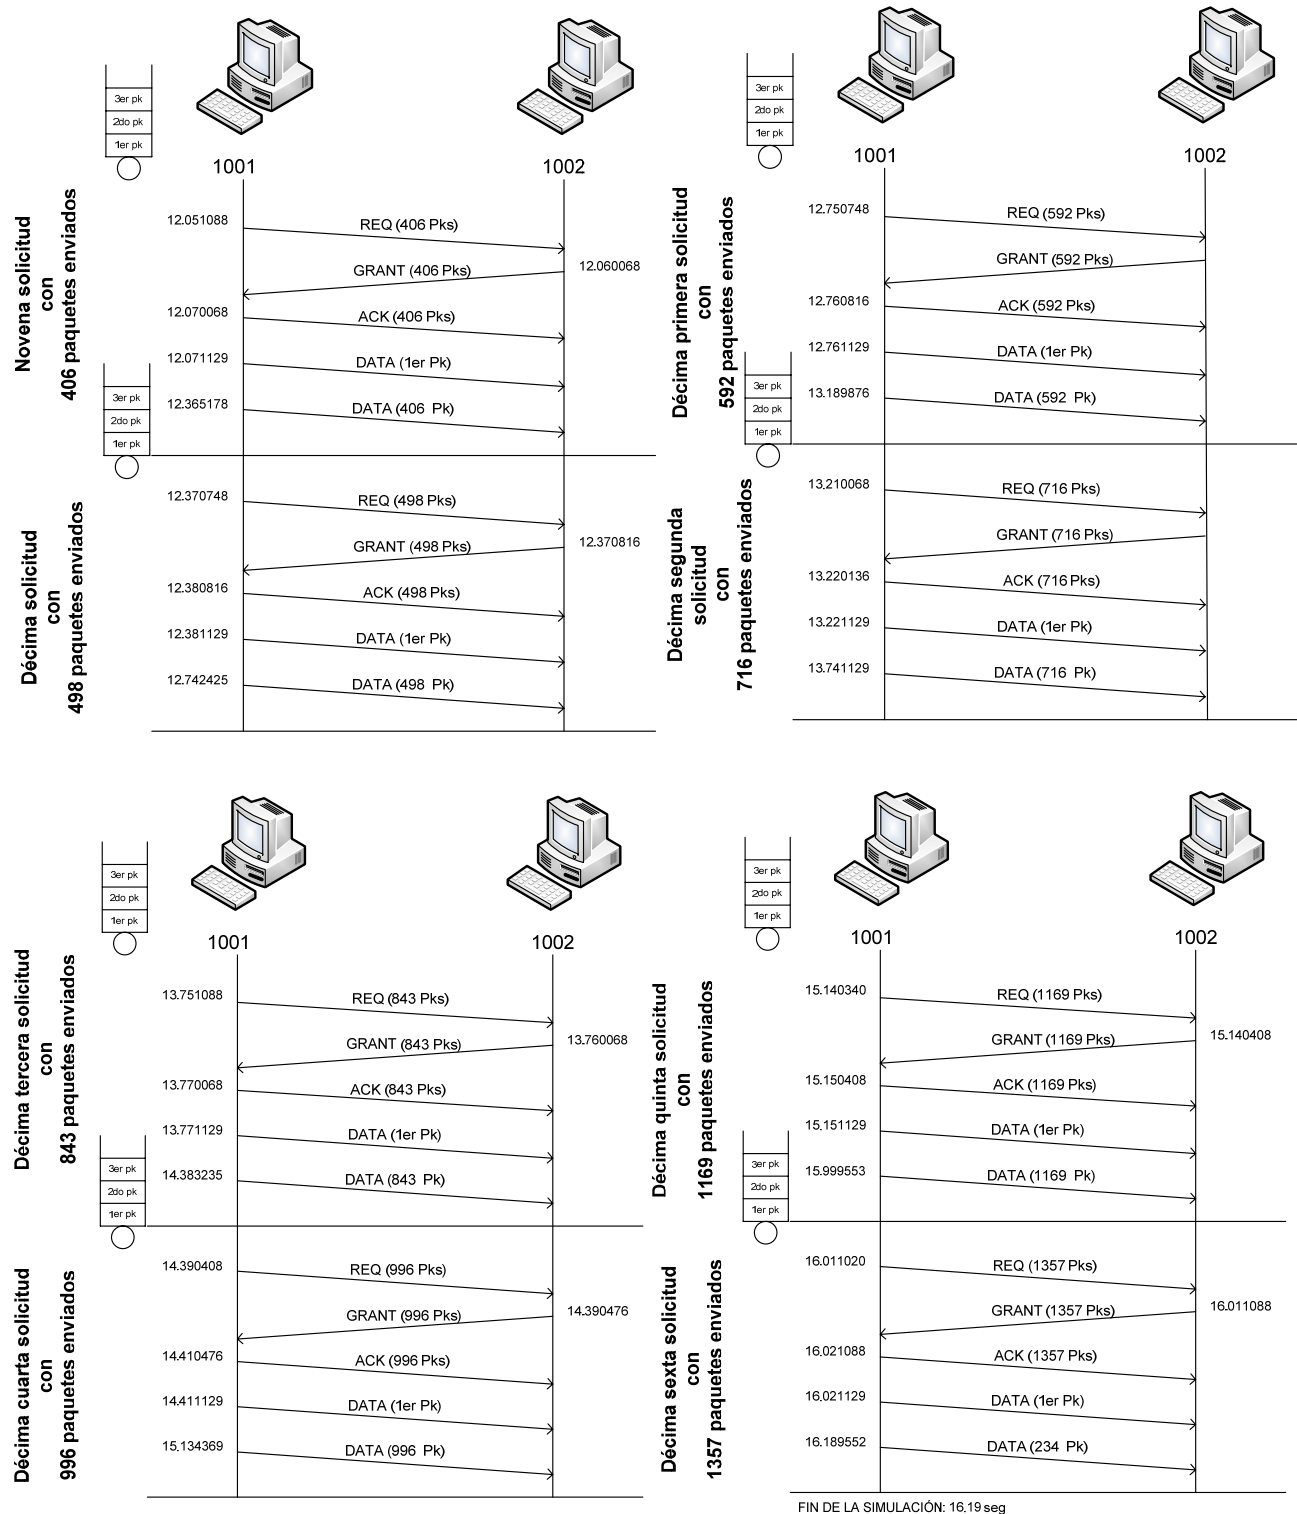 3er pk
2do pk
1er pk
1001
1002
Novena solicitud
con
406 paquetes enviados
12.051088
REQ (406 Pks)
GRANT (406 Pks)
12.060068
12.070068
ACK (406 Pks)
12.071129
DATA (1er Pk)
12.365178
DATA (406 Pk)
3er pk
2do pk
1er pk
Décima solicitud
con
498 paquetes enviados
12.370748
REQ (498 Pks)
GRANT (498 Pks)
12.370816
12.380816
ACK (498 Pks)
12.381129
DATA (1er Pk)
12.742425
DATA (498 Pk)
3er pk
2do pk
1er pk
1001
1002
Décima primera solicitud
con
592 paquetes enviados
12.750748
REQ (592 Pks)
GRANT (592 Pks)
12.760816
ACK (592 Pks)
12.761129
DATA (1er Pk)
13.189876
DATA (592 Pk)
3er pk
2do pk
1er pk
Décima segunda
solicitud
con
716 paquetes enviados
13.210068
REQ (716 Pks)
GRANT (716 Pks)
13.220136
ACK (716 Pks)
13.221129
DATA (1er Pk)
13.741129
DATA (716 Pk)
3er pk
2do pk
1er pk
1001
1002
Décima tercera solicitud
con
843 paquetes enviados
13.751088
REQ (843 Pks)
GRANT (843 Pks)
13.760068
13.770068
ACK (843 Pks)
13.771129
DATA (1er Pk)
14.383235
DATA (843 Pk)
3er pk
2do pk
1er pk
Décima cuarta solicitud
con
996 paquetes enviados
14.390408
REQ (996 Pks)
GRANT (996 Pks)
14.390476
14.410476
ACK (996 Pks)
14.411129
DATA (1er Pk)
15.134369
DATA (996 Pk)
3er pk
2do pk
1er pk
1001
1002
Décima quinta solicitud
con
1169 paquetes enviados
15.140340
REQ (1169 Pks)
GRANT (1169 Pks)
15.140408
15.150408
ACK (1169 Pks)
15.151129
DATA (1er Pk)
15.999553
DATA (1169 Pk)
3er pk
2do pk
1er pk
Décima sexta solicitud
con
1357 paquetes enviados
16.011020
REQ (1357 Pks)
GRANT (1357 Pks)
16.011088
16.021088
ACK (1357 Pks)
16.021129
DATA (1er Pk)
16.189552
DATA (234 Pk)
FIN DE LA SIMULACIÓN: 16.19 seg